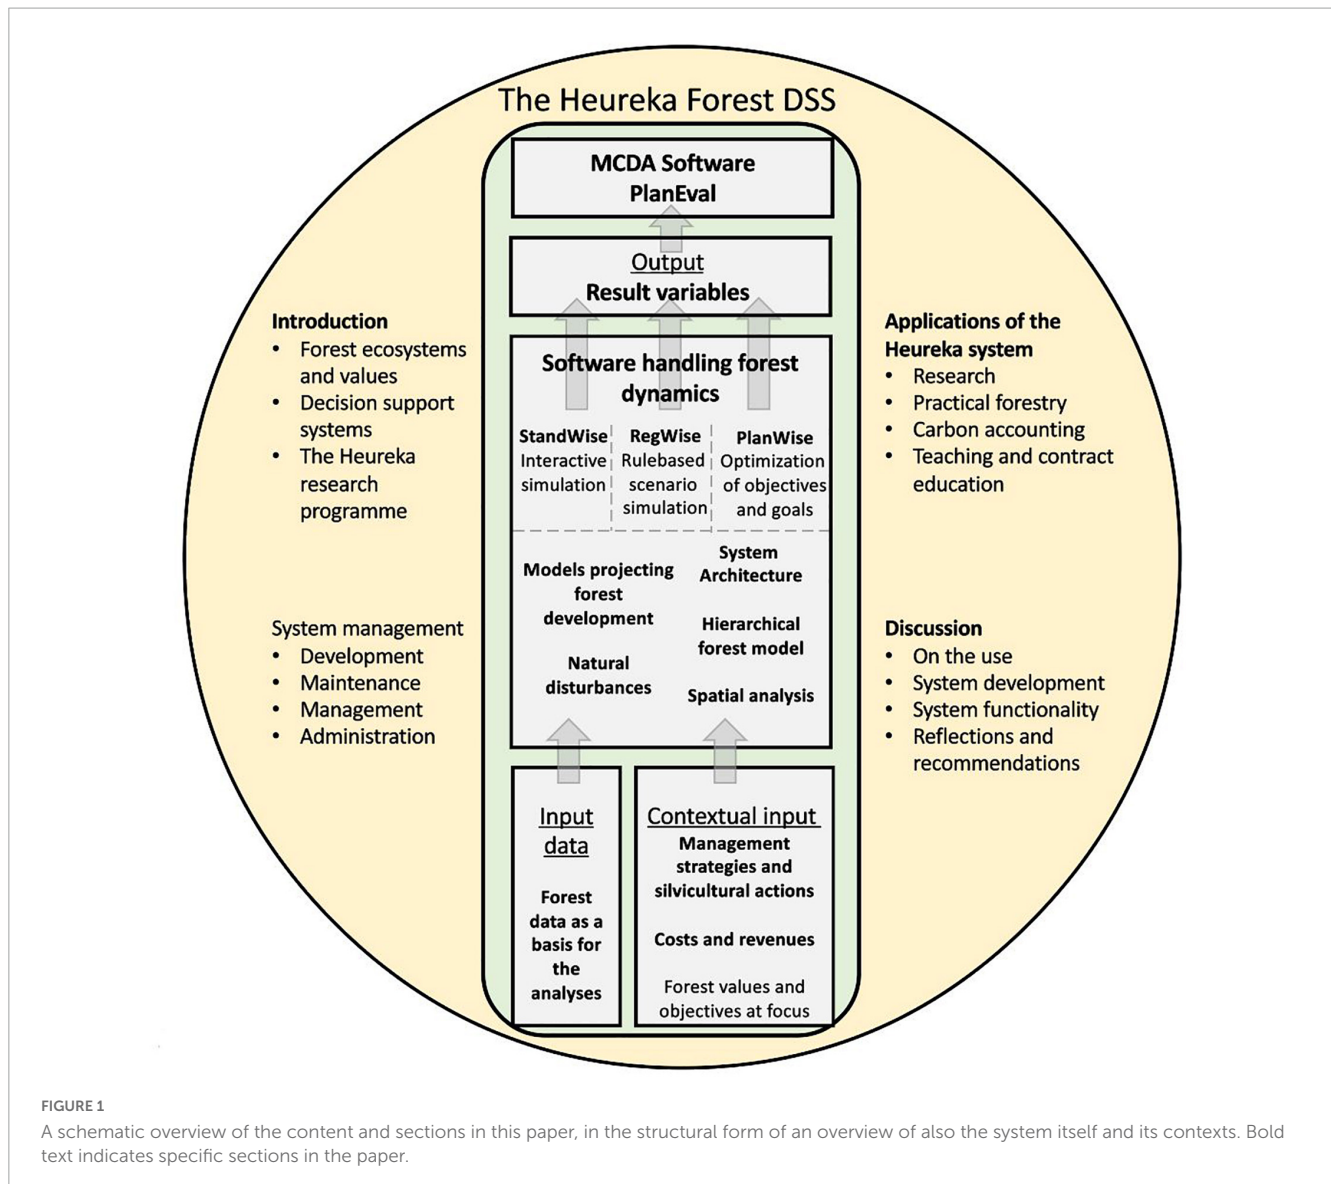 The Heureka Forest DSS
MCDA Software
PlanEval
Output
Result variables
Software handling forest
dynamics
StandWise
Interactive
simulation
RegWise
Rulebased
scenario
simulation
PlanWise
Optimization
of objectives
and goals
Models projecting
forest
development
Natural
disturbances
System
Architecture
Hierarchical
forest model
Spatial analysis
Input
data
Forest
data as a
basis for
the
analyses
Contextual input
Management
strategies and
silvicultural actions
Costs and revenues
Forest values and
objectives at focus
Introduction
• Forest ecosystems
and values
• Decision support
systems
• The Heureka
research
programme
System management
• Development
• Maintenance
• Management
• Administration
Applications of the
Heureka system
• Research
• Practical forestry
• Carbon accounting
• Teaching and contract
education
Discussion
• On the use
• System development
• System functionality
• Reflections and
recommendations
FIGURE 1
A schematic overview of the content and sections in this paper, in the structural form of an overview of also the system itself and its contexts. Bold
text indicates specific sections in the paper.